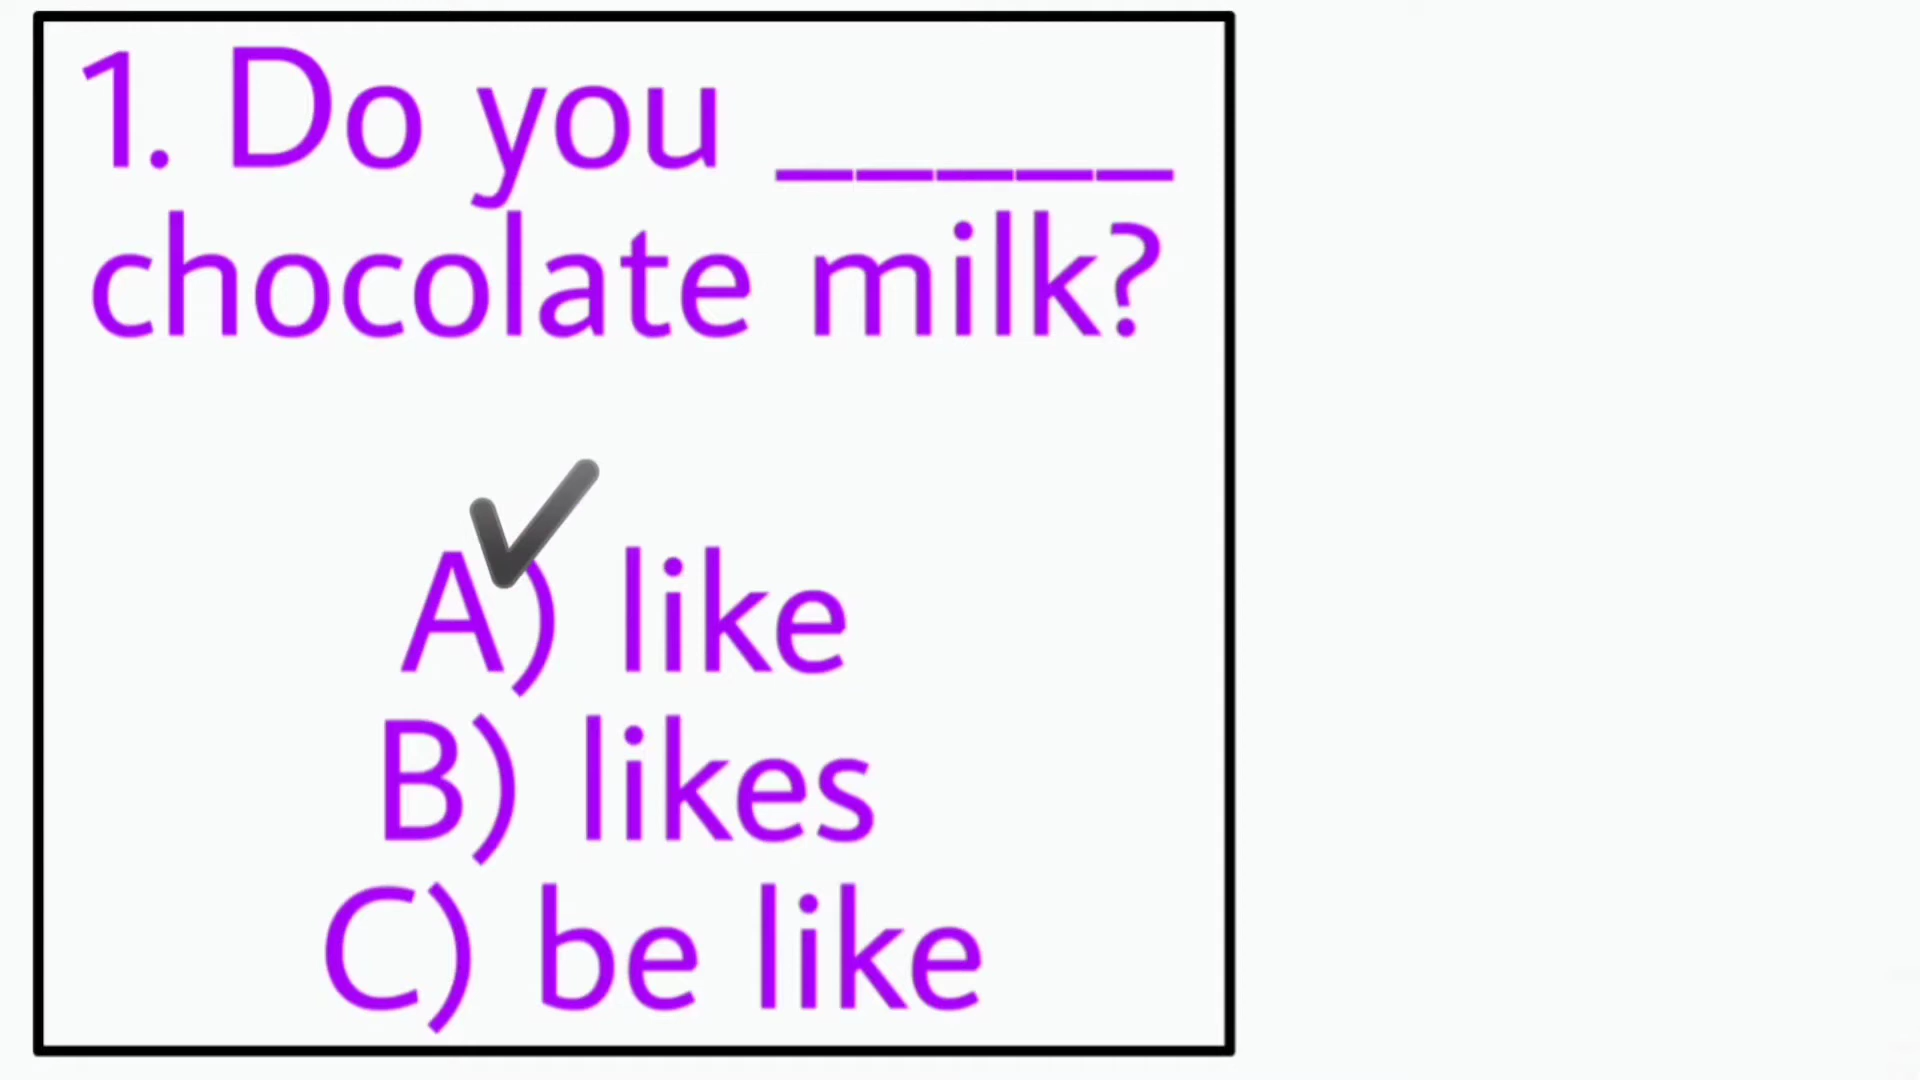 1. Do you _____
chocolate milk?
A) like
B) likes
C) be like